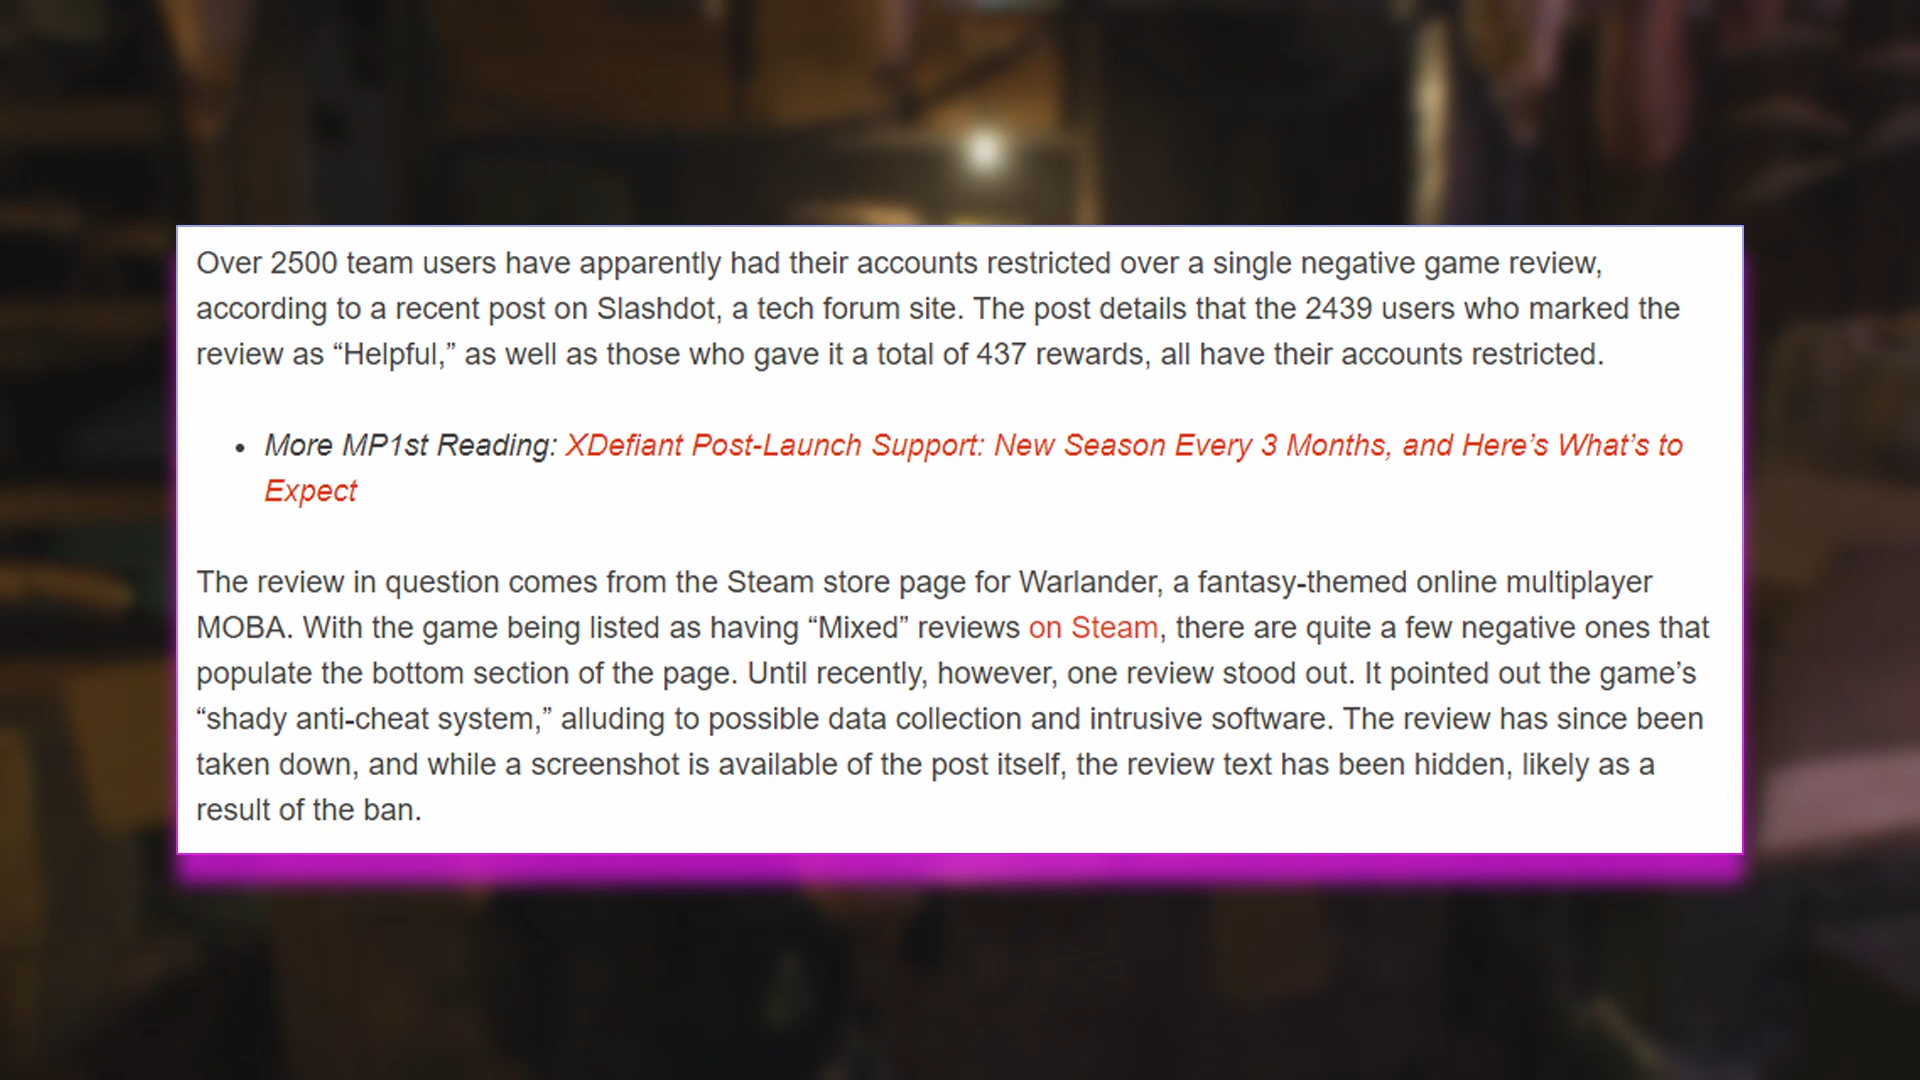 Over 2500 team users have apparently had their accounts restricted over a single negative game review,
according to a recent post on Slashdot, a tech forum site. The post details that the 2439 users who marked the
review as “Helpful,” as well as those who gave it a total of 437 rewards, all have their accounts restricted.
• More MP1st Reading: XDefiant Post-Launch Support: New Season Every 3 Months, and Here’s What’s to
Expect
The review in question comes from the Steam store page for Warlander, a fantasy-themed online multiplayer
MOBA. With the game being listed as having “Mixed” reviews on Steam, there are quite a few negative ones that
populate the bottom section of the page. Until recently, however, one review stood out. It pointed out the game’s
“shady anti-cheat system,” alluding to possible data collection and intrusive software. The review has since been
taken down, and while a screenshot is available of the post itself, the review text has been hidden, likely as a
result of the ban.